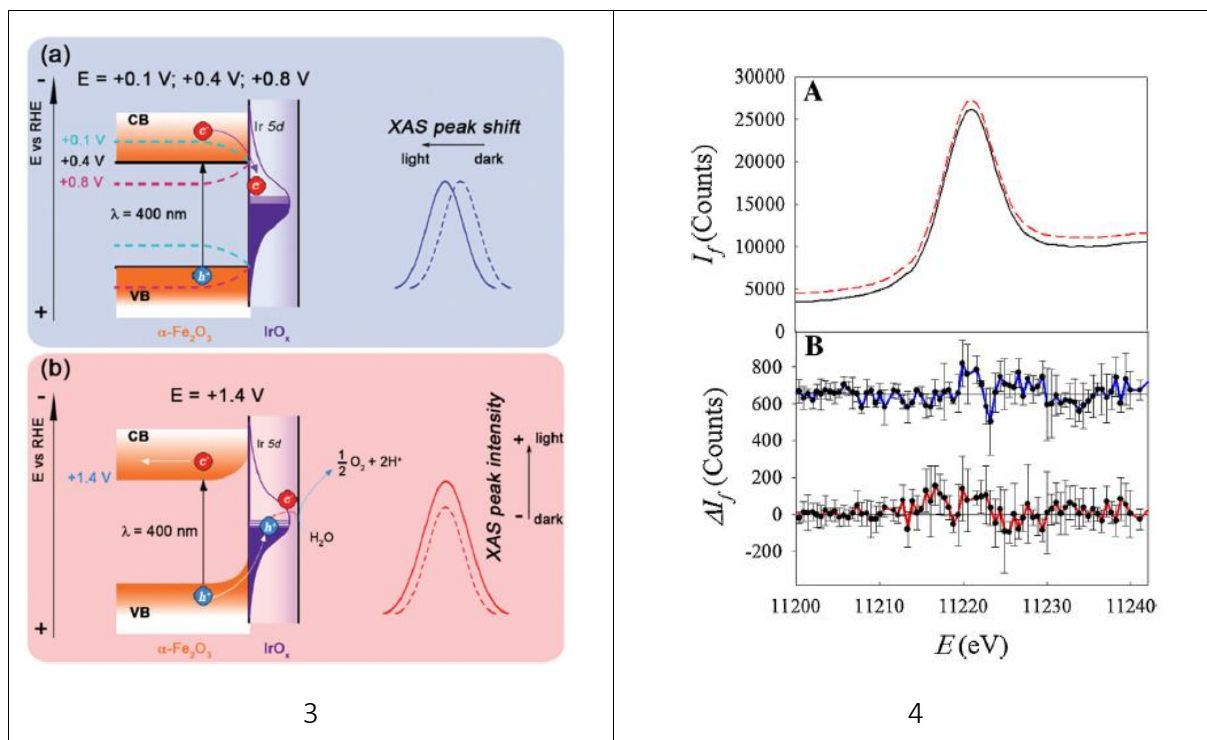 (a)
E = +0.1 V; +0.4 V; +0.8 V
-
E vs RHE
+
CB
+0.1 V
+0.4 V
+0.8 V
e-
Ir 5d
e-
λ = 400 nm
h+
VB
α-Fe₂O₃
IrOₓ
XAS peak shift
light
dark
(b)
E = +1.4 V
-
E vs RHE
+
CB
e-
Ir 5d
+1.4 V
λ = 400 nm
e-
h+
½O₂ + 2H⁺
H₂O
h+
VB
α-Fe₂O₃
IrOₓ
XAS peak intensity
+
light
-
dark
3
A
30000
25000
20000
15000
10000
5000
0
I_f (Counts)
B
800
600
400
200
0
-200
ΔI_f (Counts)
11200
11210
11220
11230
11240
E (eV)
4